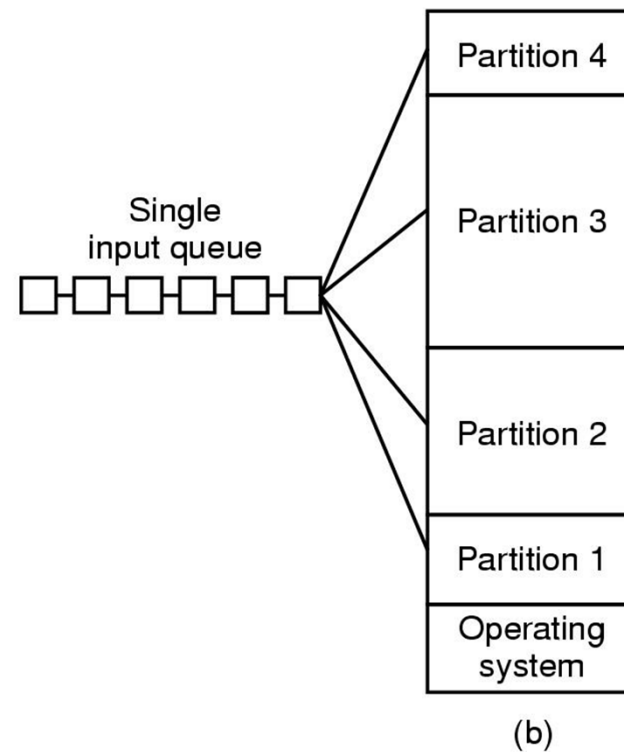 Partition 4
Partition 3
Single
input queue
Partition 2
Partition 1
Operating
system
(b)